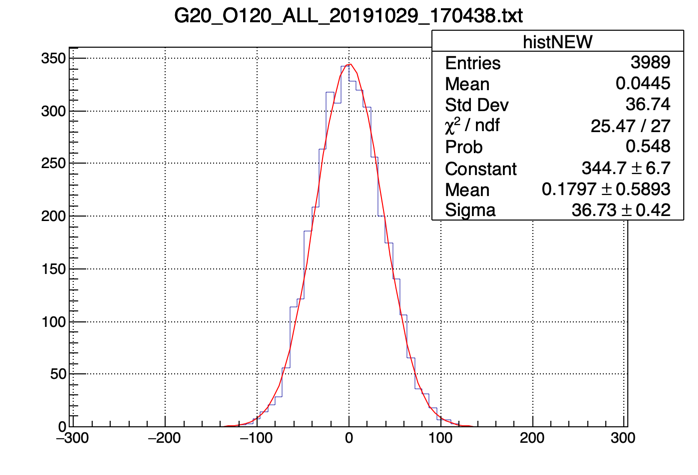 G20_O120_ALL_20191029_170438.txt
histNEW
Entries 3989
Mean 0.0445
Std Dev 36.74
χ² / ndf 25.47 / 27
Prob 0.548
Constant 344.7 ± 6.7
Mean 0.1797 ± 0.5893
Sigma 36.73 ± 0.42
350
300
250
200
150
100
50
0
−300 −200 −100 0 100 200 300